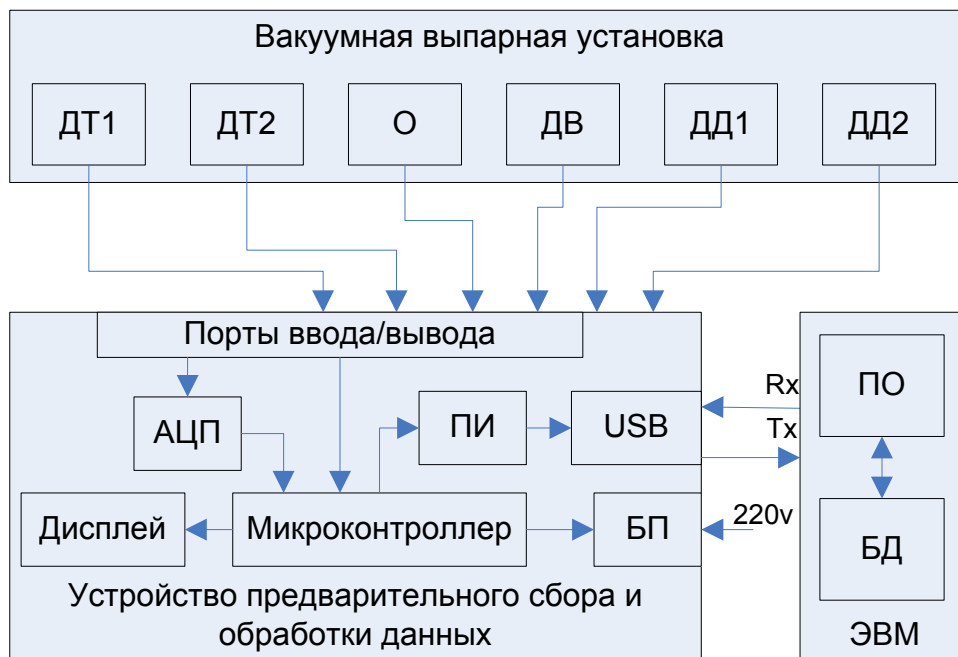 Вакуумная выпарная установка
ДТ1
ДТ2
О
ДВ
ДД1
ДД2
Порты ввода/вывода
АЦП
ПИ
USB
Дисплей
Микроконтроллер
БП
Устройство предварительного сбора и
обработки данных
Rx
Tx
220v
ПО
БД
ЭВМ